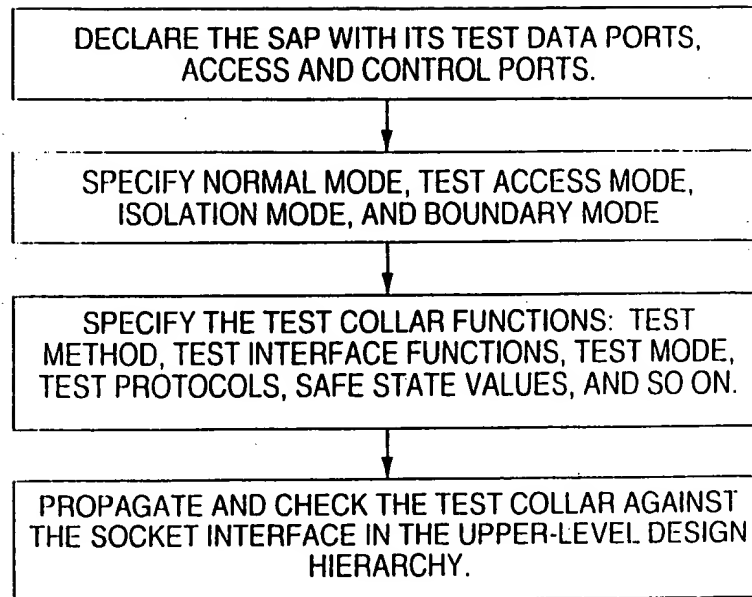 DECLARE THE SAP WITH ITS TEST DATA PORTS,
ACCESS AND CONTROL PORTS.
SPECIFY NORMAL MODE, TEST ACCESS MODE,
ISOLATION MODE, AND BOUNDARY MODE
SPECIFY THE TEST COLLAR FUNCTIONS: TEST
METHOD, TEST INTERFACE FUNCTIONS, TEST MODE,
TEST PROTOCOLS, SAFE STATE VALUES, AND SO ON.
PROPAGATE AND CHECK THE TEST COLLAR AGAINST
THE SOCKET INTERFACE IN THE UPPER-LEVEL DESIGN
HIERARCHY.